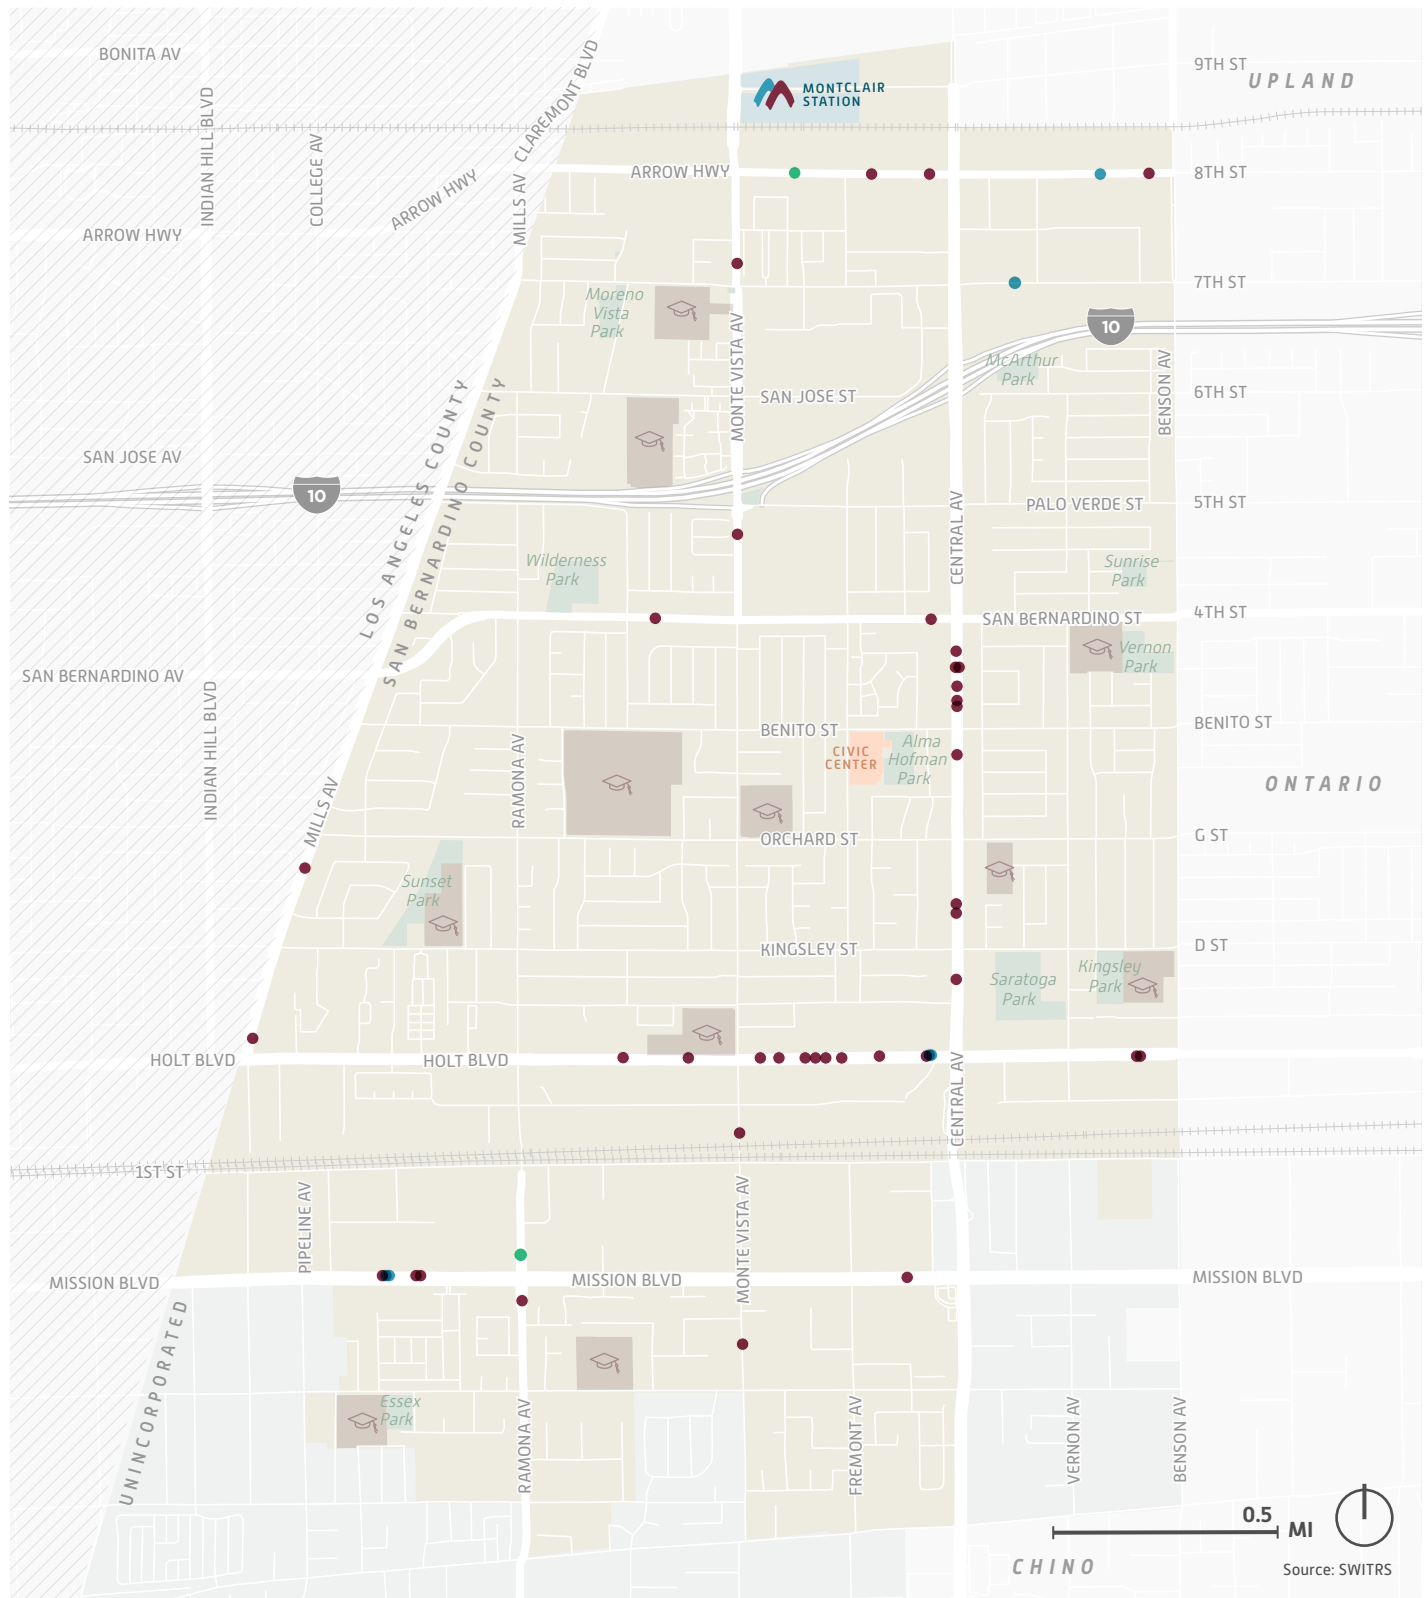 BONITA AV
CLAREMONT BLVD
9TH ST
UPLAND
MONTCLAIR
STATION
INDIAN HILL BLVD
COLLEGE AV
ARROW HWY
MILLS AV
ARROW HWY
8TH ST
ARROW HWY
7TH ST
Moreno
Vista
Park
10
MONTE VISTA AV
McArthur
Park
BENSON AV
6TH ST
SAN JOSE ST
LOS ANGELES COUNTY
SAN BERNARDINO COUNTY
SAN JOSE AV
10
CENTRAL AV
PALO VERDE ST
5TH ST
Wilderness
Park
Sunrise
Park
SAN BERNARDINO ST
4TH ST
Vernon
Park
SAN BERNARDINO AV
INDIAN HILL BLVD
RAMONA AV
BENITO ST
BENITO ST
CIVIC
CENTER
Alma
Hofman
Park
ONTARIO
MILLS AV
ORCHARD ST
G ST
Sunset
Park
KINGSLEY ST
D ST
Saratoga
Park
Kingsley
Park
HOLT BLVD
HOLT BLVD
CENTRAL AV
1ST ST
PIPELINE AV
MONTE VISTA AV
MISSION BLVD
MISSION BLVD
MISSION BLVD
UNINCORPORATED
Essex
Park
RAMONA AV
FREMONT AV
VERNON AV
BENSON AV
0.5
MI
CHINO
Source: SWITRS